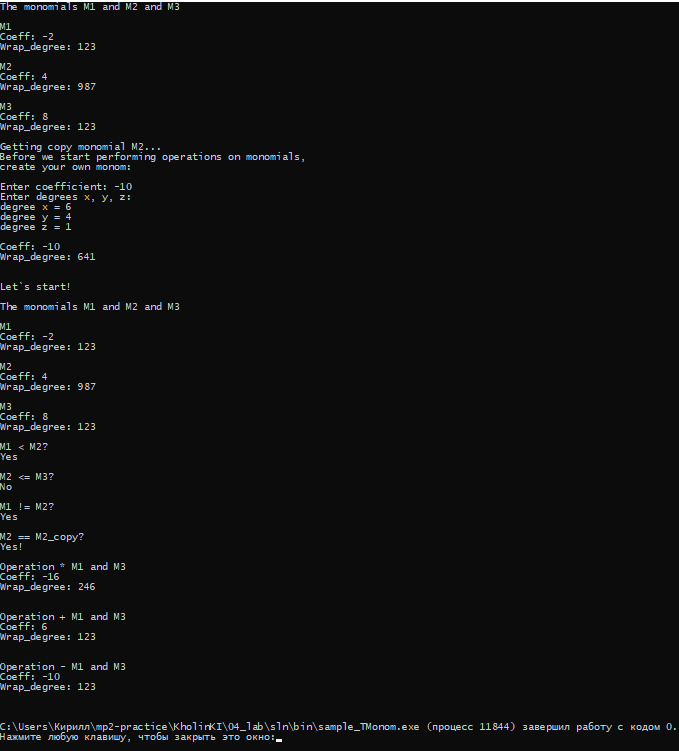 The monomials M1 and M2 and M3
M1
Coeff: -2
Wrap_degree: 123
M2
Coeff: 4
Wrap_degree: 987
M3
Coeff: 8
Wrap_degree: 123
Getting copy monomial M2...
Before we start performing operations on monomials,
create your own monom:
Enter coefficient: -10
Enter degrees x, y, z:
degree x = 6
degree y = 4
degree z = 1
Coeff: -10
Wrap_degree: 641
Let`s start!
The monomials M1 and M2 and M3
M1
Coeff: -2
Wrap_degree: 123
M2
Coeff: 4
Wrap_degree: 987
M3
Coeff: 8
Wrap_degree: 123
M1 < M2?
Yes
M2 <= M3?
No
M1 != M2?
Yes
M2 == M2_copy?
Yes!
Operation * M1 and M3
Coeff: -16
Wrap_degree: 246
Operation + M1 and M3
Coeff: 6
Wrap_degree: 123
Operation - M1 and M3
Coeff: -10
Wrap_degree: 123
C:\Users\Кирилл\mp2-practice\KholinKI\04_lab\sln\bin\sample_TMonom.exe (процесс 11844) завершил работу с кодом 0.
Нажмите любую клавишу, чтобы закрыть это окно: